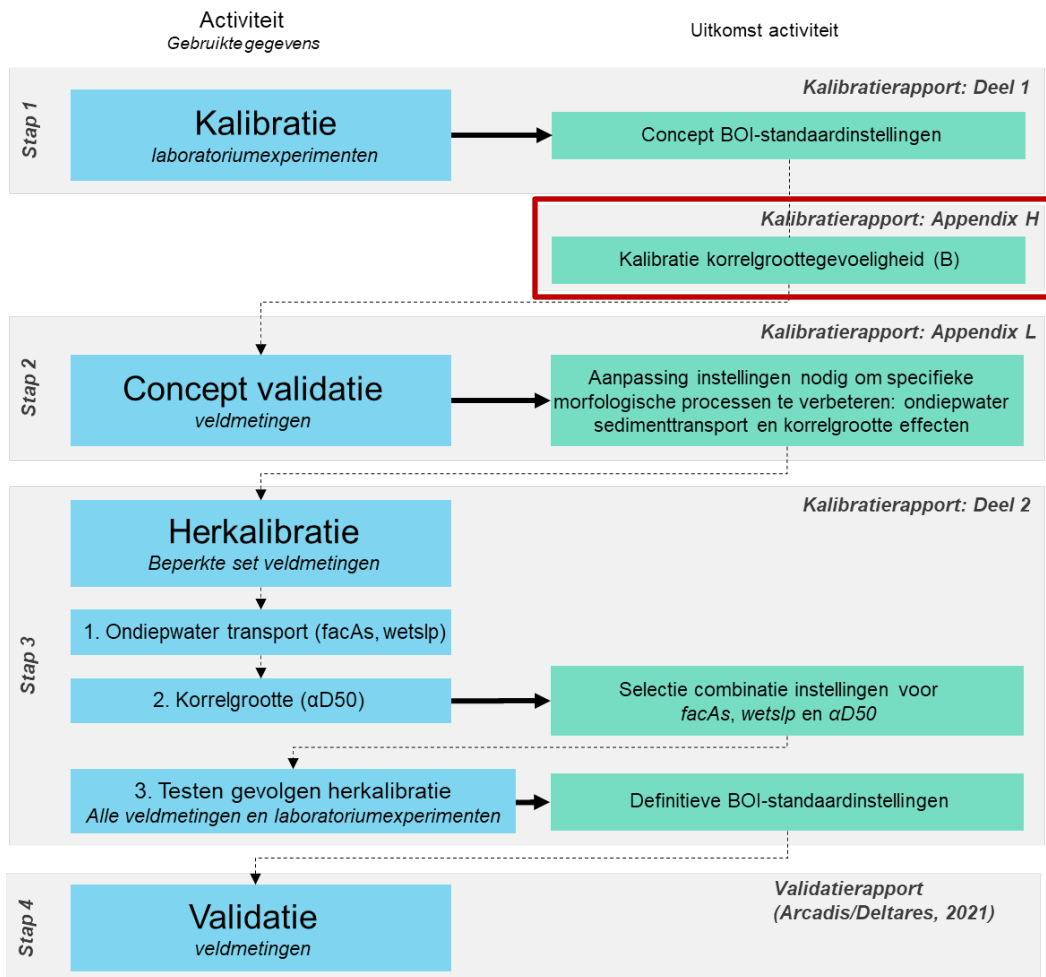 Activiteit
Gebruikte gegevens
Uitkomst activiteit
Stap 1
Kalibratierapport: Deel 1
Kalibratie
laboratoriumexperimenten
Concept BOI-standaardinstellingen
Kalibratierapport: Appendix H
Kalibratie korrelgroottegevoeligheid (B)
Stap 2
Kalibratierapport: Appendix L
Concept validatie
veldmetingen
Aanpassing instellingen nodig om specifieke
morfologische processen te verbeteren: ondiepwater
sedimenttransport en korrelgrootte effecten
Stap 3
Kalibratierapport: Deel 2
Herkalibratie
Beperkte set veldmetingen
1. Ondiepwater transport (facAs, wetslp)
2. Korrelgrootte (αD50)
Selectie combinatie instellingen voor
facAs, wetslp en αD50
3. Testen gevolgen herkalibratie
Alle veldmetingen en laboratoriumexperimenten
Definitieve BOI-standaardinstellingen
Stap 4
Validatie
veldmetingen
Validatierapport
(Arcadis/Deltares, 2021)